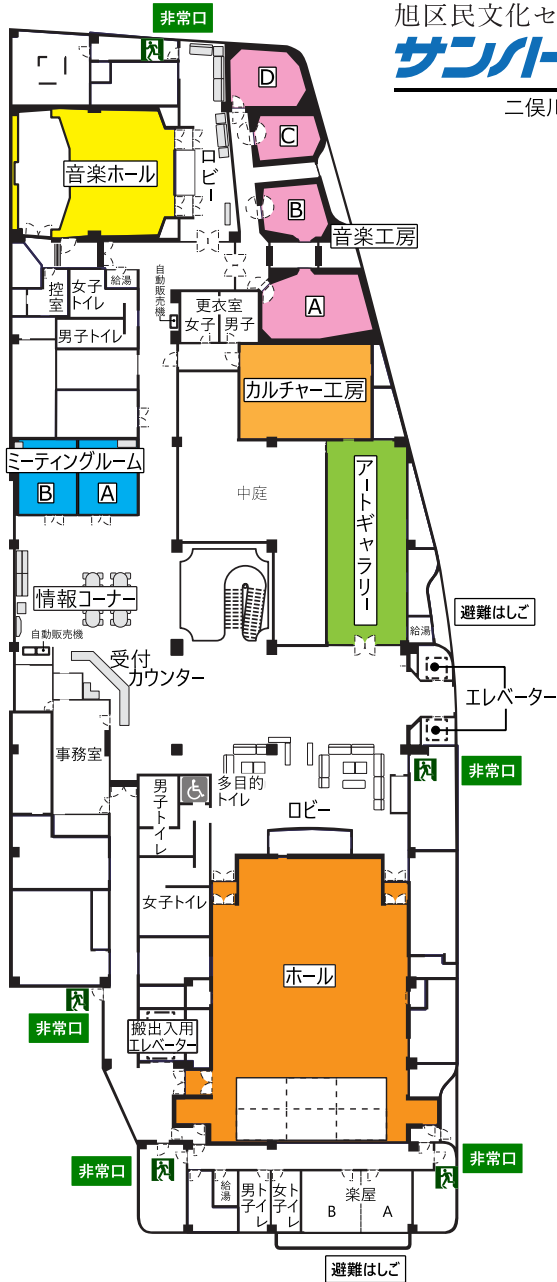 旭区民文化セ
サンハー
二俣川
非常口
D
C
B
A
音楽工房
音楽ホール
ロビー
控室
女子トイレ
給湯
自動販売機
更衣室
女子
男子
男子トイレ
カルチャー工房
ミーティングルーム
B
A
中庭
アートギャラリー
情報コーナー
自動販売機
避難はしご
給湯
受付
カウンター
エレベーター
事務室
非常口
男子トイレ
多目的
トイレ
ロビー
女子トイレ
ホール
非常口
搬出入用
エレベーター
非常口
非常口
給湯
男子トイレ
女子トイレ
楽屋
B
A
避難はしご